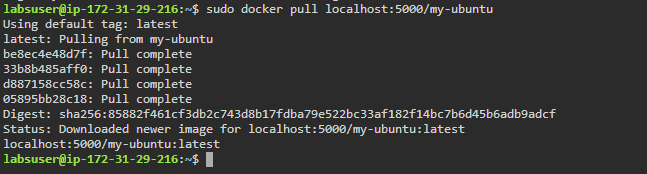 labsuser@ip-172-31-29-216:~$ sudo docker pull localhost:5000/my-ubuntu
Using default tag: latest
latest: Pulling from my-ubuntu
be8ec4e48d7f: Pull complete
33b8b485aff0: Pull complete
d887158cc58c: Pull complete
05895bb28c18: Pull complete
Digest: sha256:85882f461cf3db2c743d8b17fdba79e522bc33af182f14bc7b6d45b6adb9adcf
Status: Downloaded newer image for localhost:5000/my-ubuntu:latest
localhost:5000/my-ubuntu:latest
labsuser@ip-172-31-29-216:~$